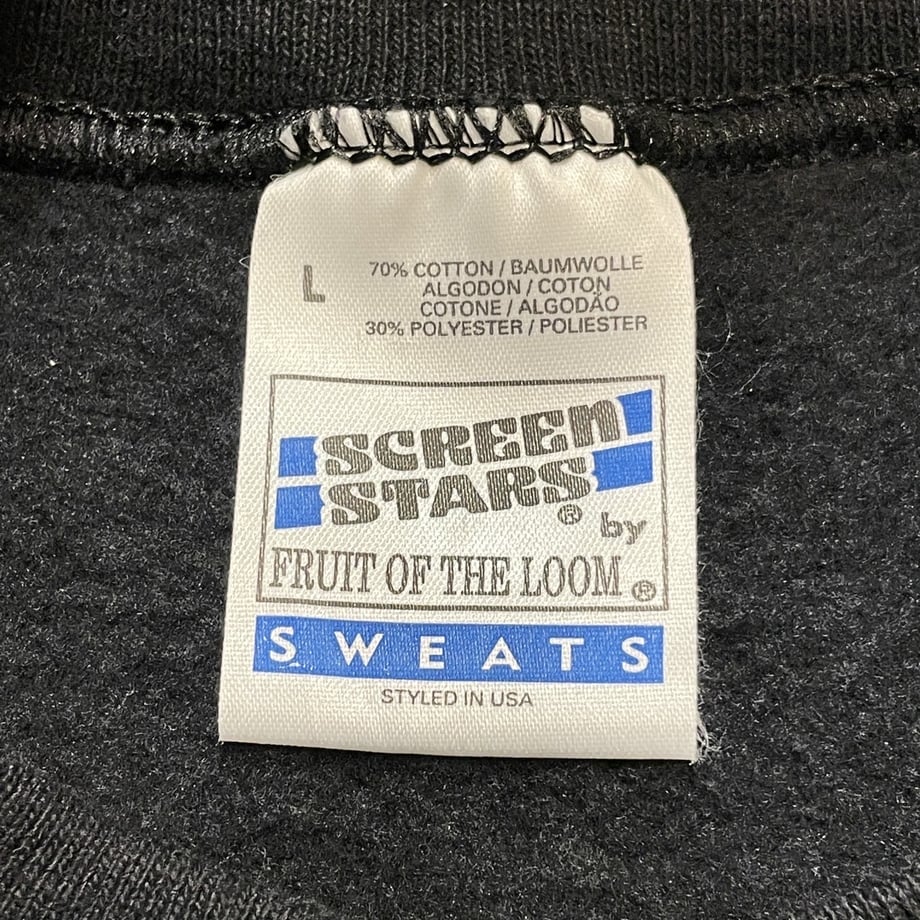 L
70% COTTON / BAUMWOLLE
ALGODON / COTON
COTONE / ALGODÃO
30% POLYESTER / POLIESTER
SCREEN
STARS® by
FRUIT OF THE LOOM®
SWEATS
STYLED IN USA